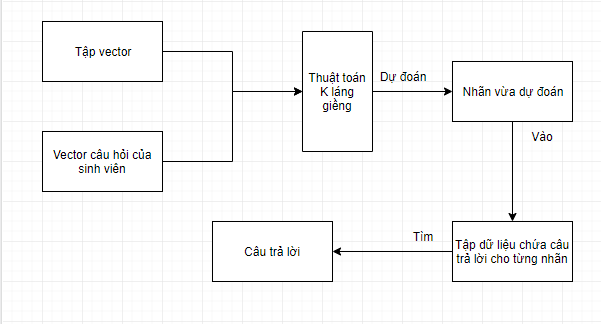 Tập vector
Thuật toán
K láng
giềng
Dự đoán
Nhãn vừa dự đoán
Vector câu hỏi của
sinh viên
Vào
Câu trả lời
Tìm
Tập dữ liệu chứa câu
trả lời cho từng nhãn